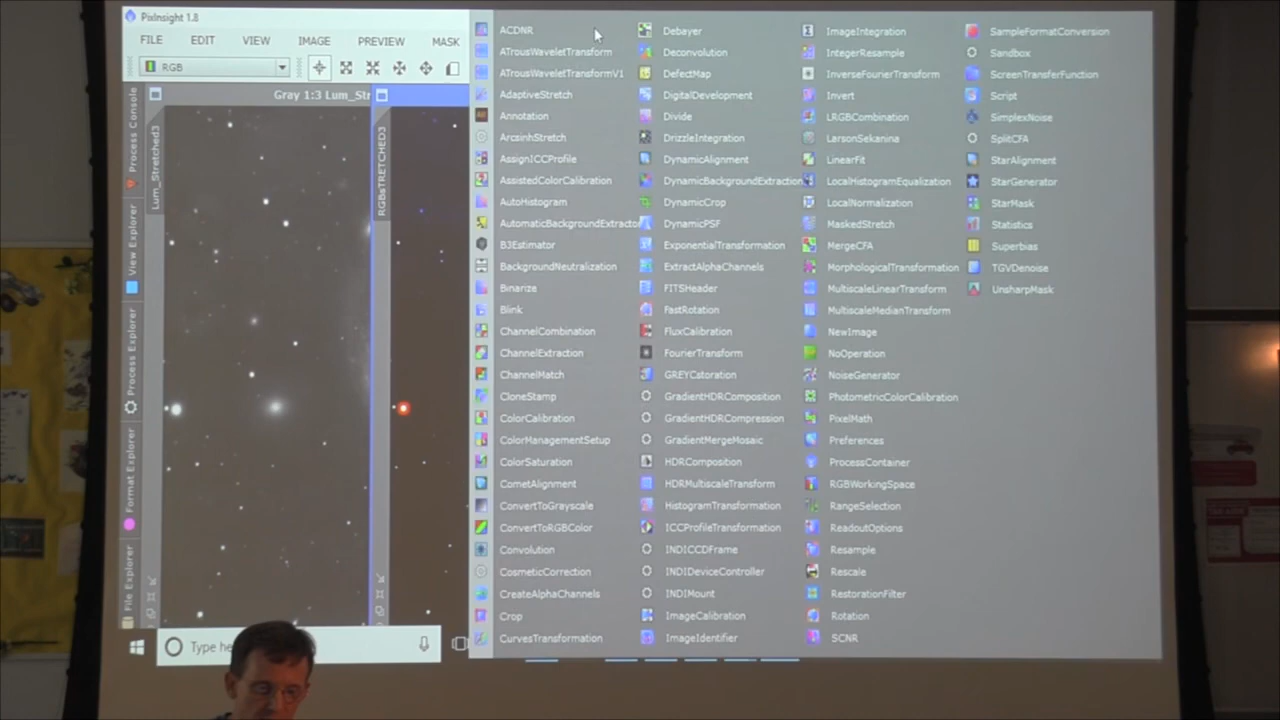 PixInsight 1.8
FILE EDIT VIEW IMAGE PREVIEW MASK
RGB
Gray 1:3 Lum_Str
Process Console
View Explorer
Process Explorer
Format Explorer
File Explorer
Lum_Stretched3
RGBsTRETCHED3
Type he
ACDNR
ATrousWaveletTransform
ATrousWaveletTransformV1
AdaptiveStretch
Annotation
ArcsinhStretch
AssignICCProfile
AssistedColorCalibration
AutoHistogram
AutomaticBackgroundExtractor
B3Estimator
BackgroundNeutralization
Binarize
Blink
ChannelCombination
ChannelExtraction
ChannelMatch
CloneStamp
ColorCalibration
ColorManagementSetup
ColorSaturation
CometAlignment
ConvertToGrayscale
ConvertToRGBColor
Convolution
CosmeticCorrection
CreateAlphaChannels
Crop
CurvesTransformation
Debayer
Deconvolution
DefectMap
DigitalDevelopment
Divide
DrizzleIntegration
DynamicAlignment
DynamicBackgroundExtraction
DynamicCrop
DynamicPSF
ExponentialTransformation
ExtractAlphaChannels
FITSHeader
FastRotation
FluxCalibration
FourierTransform
GREYCstoration
GradientHDRComposition
GradientHDRCompression
GradientMergeMosaic
HDRComposition
HDRMultiscaleTransform
HistogramTransformation
ICCProfileTransformation
INDICCDFrame
INDIDeviceController
INDIMount
ImageCalibration
ImageIdentifier
ImageIntegration
IntegerResample
InverseFourierTransform
Invert
LRGBCombination
LarsonSekanina
LinearFit
LocalHistogramEqualization
LocalNormalization
MaskedStretch
MergeCFA
MorphologicalTransformation
MultiscaleLinearTransform
MultiscaleMedianTransform
NewImage
NoOperation
NoiseGenerator
PhotometricColorCalibration
PixelMath
Preferences
ProcessContainer
RGBWorkingSpace
RangeSelection
ReadoutOptions
Resample
Rescale
RestorationFilter
Rotation
SCNR
SampleFormatConversion
Sandbox
ScreenTransferFunction
Script
SimplexNoise
SplitCFA
StarAlignment
StarGenerator
StarMask
Statistics
Superbias
TGVDenoise
UnsharpMask